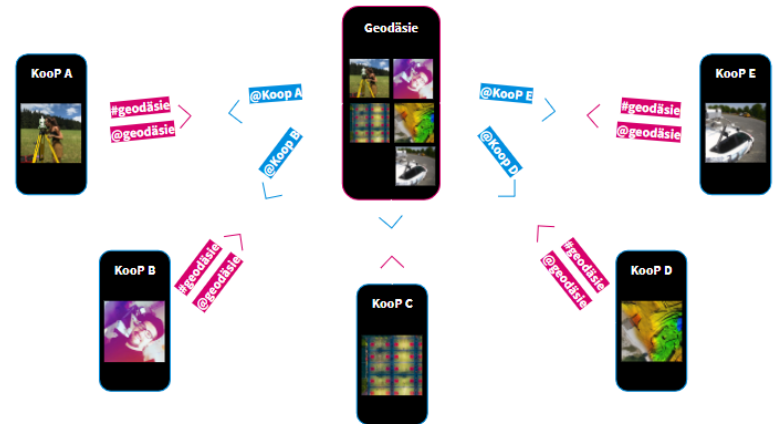 Geodäsie
KooP A
#geodäsie
@geodäsie
@Koop A
@KooP E
#geodäsie
@geodäsie
KooP E
@Koop B
@Koop D
KooP B
#geodäsie
@geodäsie
KooP C
#geodäsie
@geodäsie
KooP D